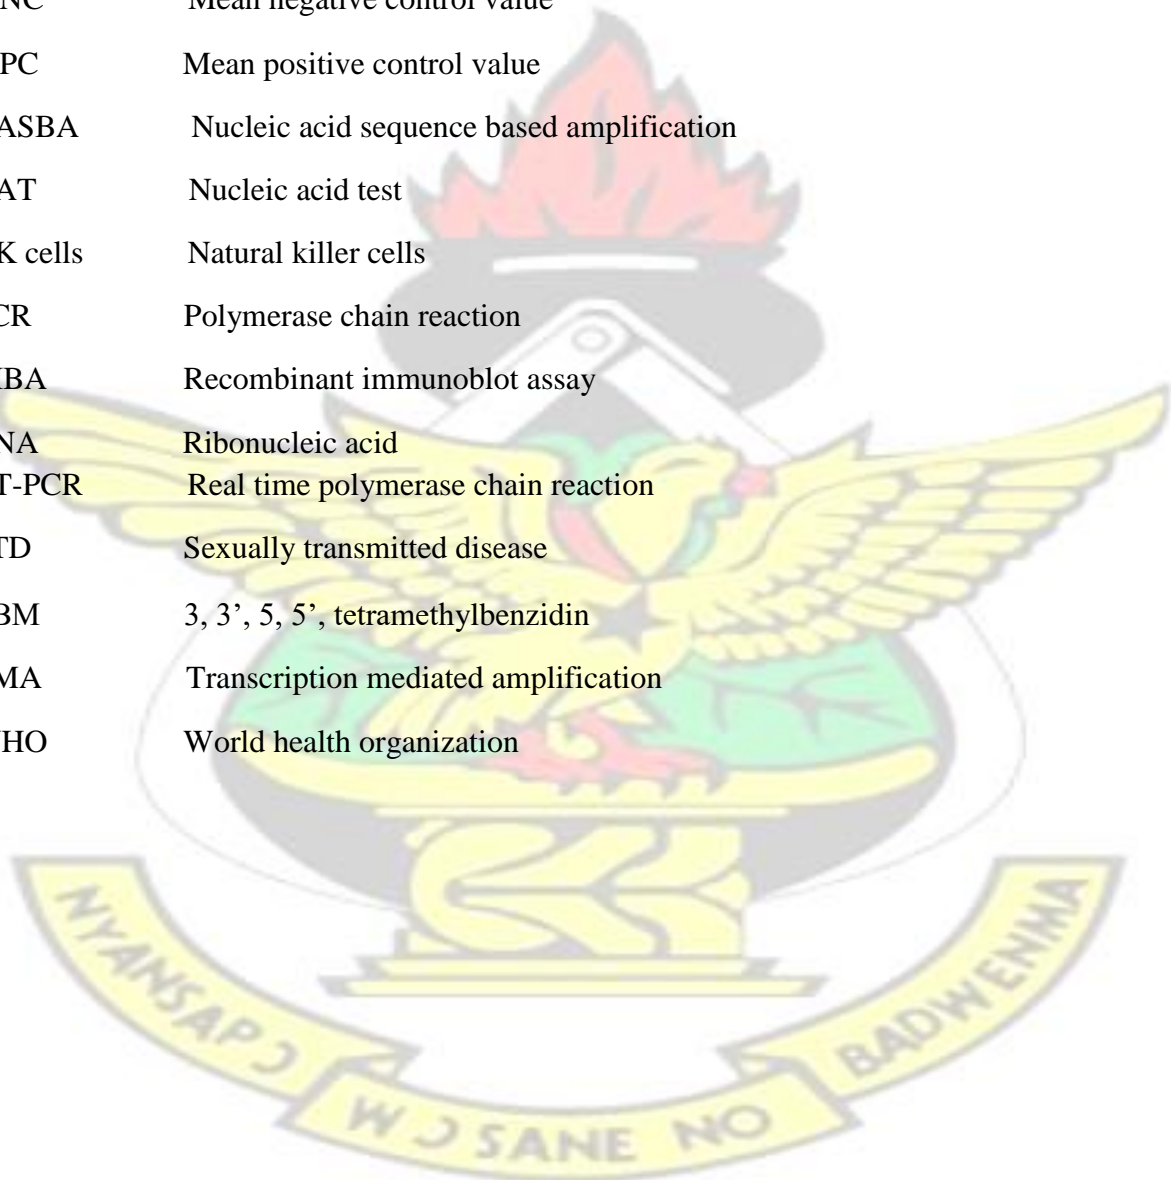 NC Mean negative control value
PC Mean positive control value
ASBA Nucleic acid sequence based amplification
AT Nucleic acid test
K cells Natural killer cells
CR Polymerase chain reaction
IBA Recombinant immunoblot assay
NA Ribonucleic acid
T-PCR Real time polymerase chain reaction
TD Sexually transmitted disease
BM 3, 3’, 5, 5’, tetramethylbenzidin
MA Transcription mediated amplification
HO World health organization
NYANSAPƆ
WƆSANE NO
BADWENMA